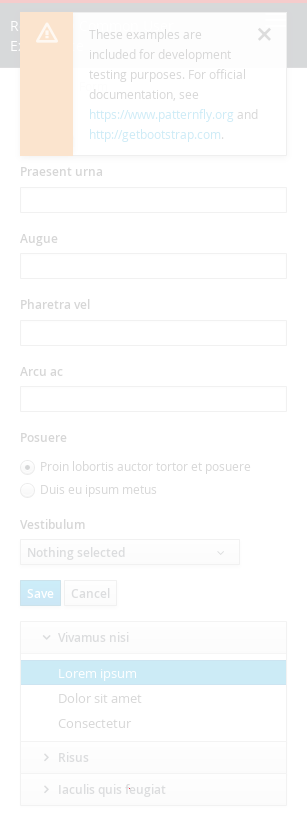 These examples are
included for development
testing purposes. For official
documentation, see
https://www.patternfly.org and
http://getbootstrap.com.
Praesent urna
Augue
Pharetra vel
Arcu ac
Posuere
Proin lobortis auctor tortor et posuere
Duis eu ipsum metus
Vestibulum
Nothing selected
Save Cancel
Vivamus nisi
Lorem ipsum
Dolor sit amet
Consectetur
Risus
Iaculis quis feugiat